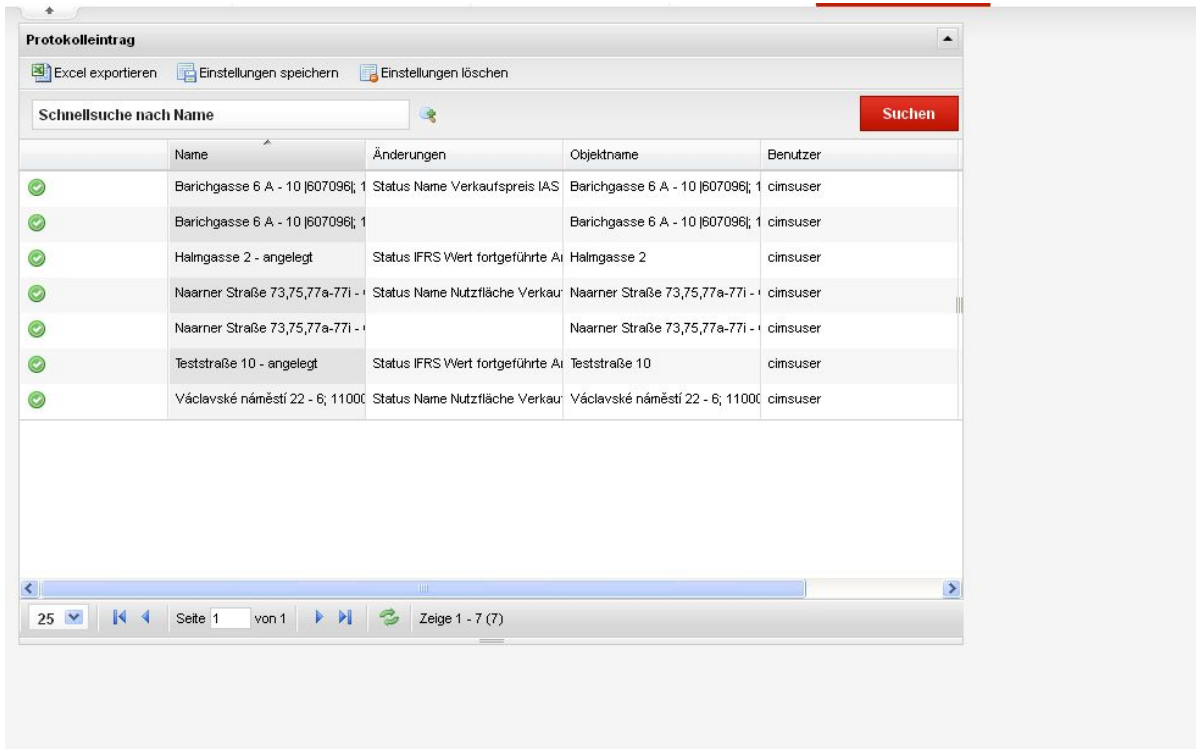 Protokolleintrag
Excel exportieren Einstellungen speichern Einstellungen löschen
Schnellsuche nach Name Suchen
Name Änderungen Objektname Benutzer
Barichgasse 6 A - 10 |607096|; 1 Status Name Verkaufspreis IAS Barichgasse 6 A - 10 |607096|; 1 cimsuser
Barichgasse 6 A - 10 |607096|; 1 Barichgasse 6 A - 10 |607096|; 1 cimsuser
Halmgasse 2 - angelegt Status IFRS Wert fortgeführte Halmgasse 2 cimsuser
Naarner Straße 73,75,77a-77i - Status Name Nutzfläche Naarner Straße 73,75,77a-77i - cimsuser
Naarner Straße 73,75,77a-77i - Naarner Straße 73,75,77a-77i - cimsuser
Teststraße 10 - angelegt Status IFRS Wert fortgeführte Teststraße 10 cimsuser
Václavské náměstí 22 - 6; 11000 Status Name Nutzfläche Václavské náměstí 22 - 6; 11000 cimsuser
25 Seite 1 von 1 Zeige 1 - 7 (7)